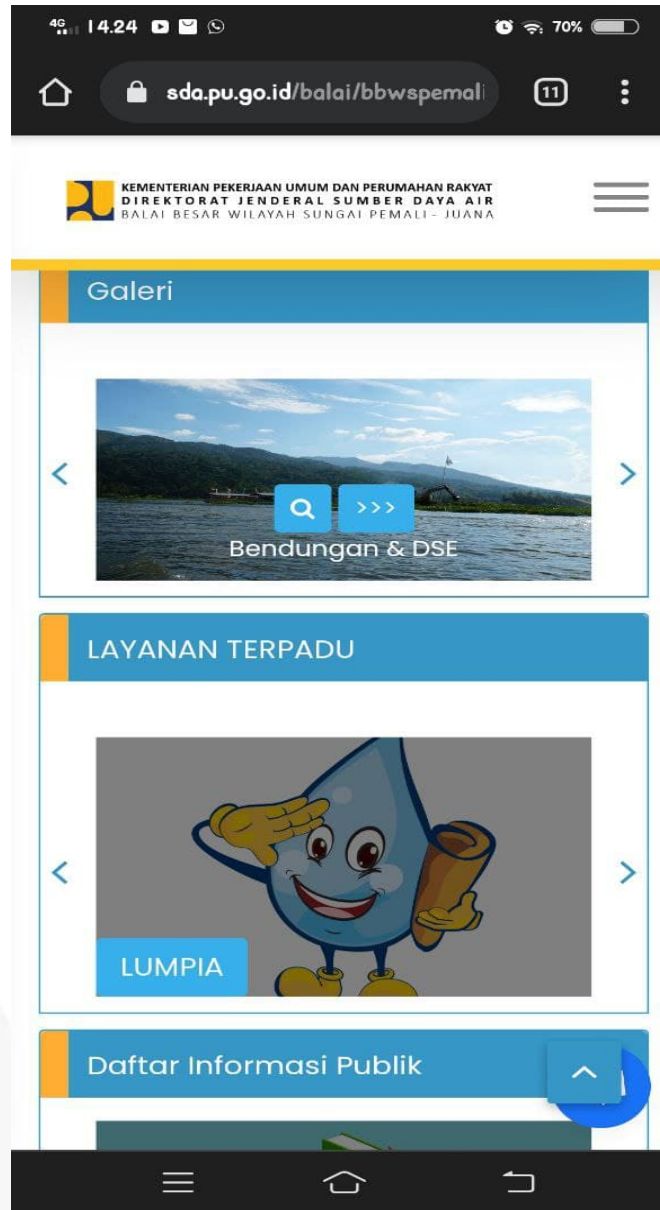 4G 14.24 70%
sda.pu.go.id/balai/bbwspemali
11
KEMENTERIAN PEKERJAAN UMUM DAN PERUMAHAN RAKYAT
DIREKTORAT JENDERAL SUMBER DAYA AIR
BALAI BESAR WILAYAH SUNGAI PEMALI - JUANA
Galeri
< >
>>>
Bendungan & DSE
LAYANAN TERPADU
< >
LUMPIA
Daftar Informasi Publik